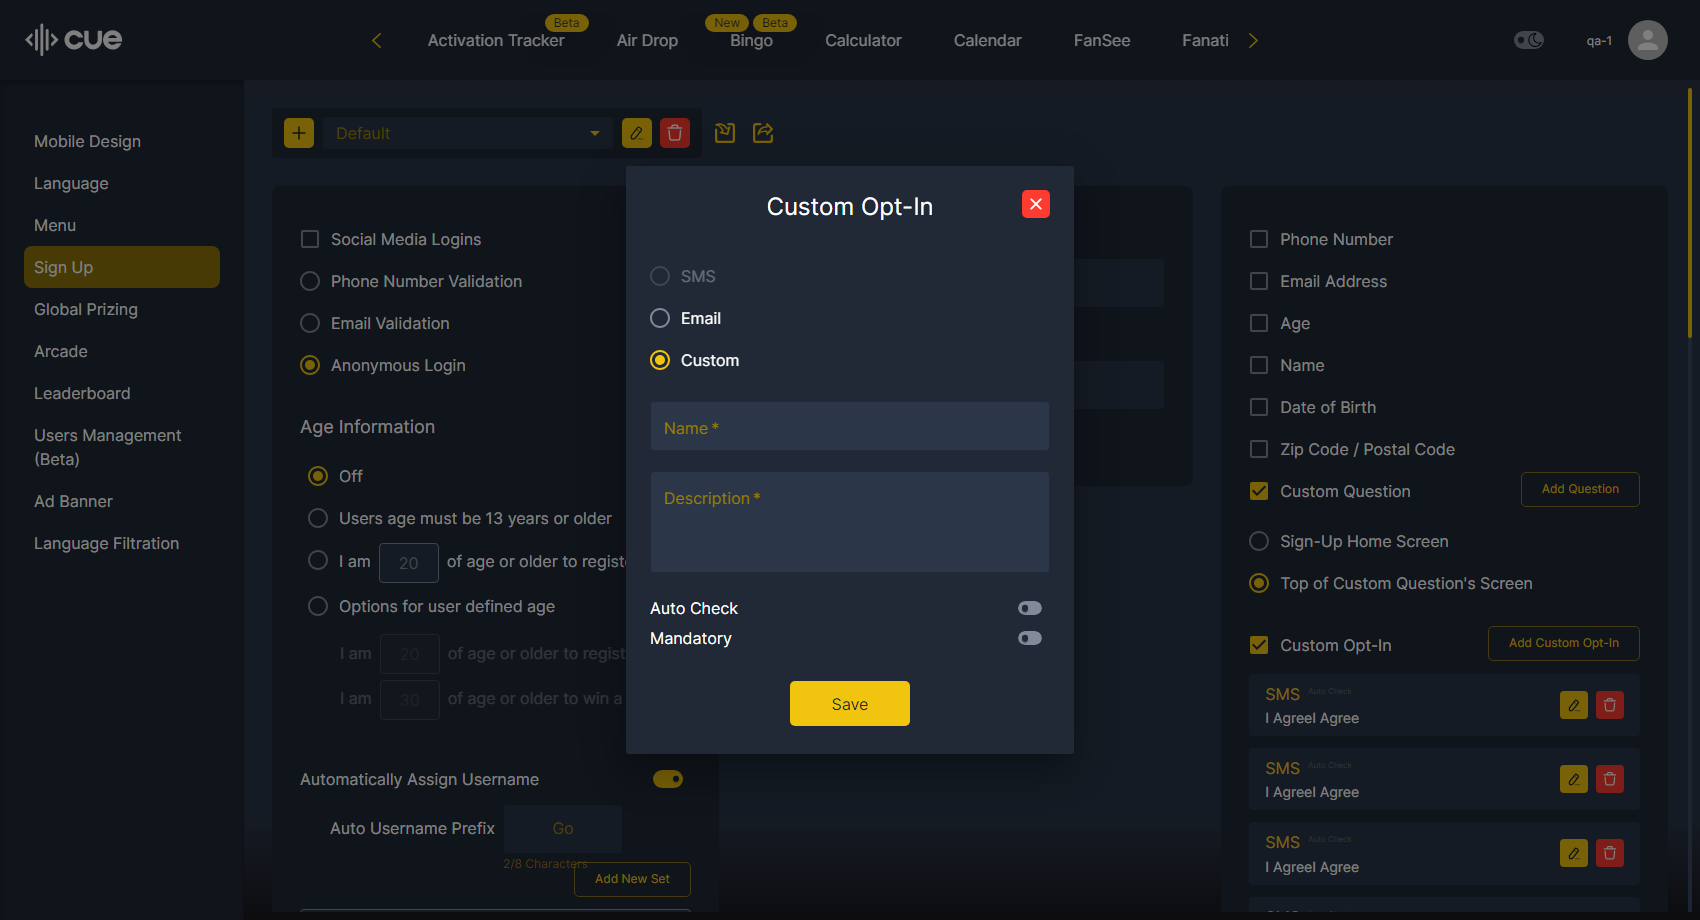 cue
Activation Tracker
Beta
Air Drop
New
Beta
Bingo
Calculator
Calendar
FanSee
Fanati
qa-1
Mobile Design
Language
Menu
Sign Up
Global Prizing
Arcade
Leaderboard
Users Management
(Beta)
Ad Banner
Language Filtration
Default
Social Media Logins
Phone Number Validation
Email Validation
Anonymous Login
Age Information
Off
Users age must be 13 years or older
I am 20 of age or older to regist
Options for user defined age
I am 20 of age or older to regist
I am 30 of age or older to win a
Automatically Assign Username
Auto Username Prefix Go
2/8 Characters
Add New Set
Custom Opt-In
SMS
Email
Custom
Name *
Description *
Auto Check
Mandatory
Save
Phone Number
Email Address
Age
Name
Date of Birth
Zip Code / Postal Code
Custom Question
Add Question
Sign-Up Home Screen
Top of Custom Question's Screen
Custom Opt-In
Add Custom Opt-In
SMS Auto Check
I AgreeI Agree
SMS Auto Check
I AgreeI Agree
SMS Auto Check
I AgreeI Agree